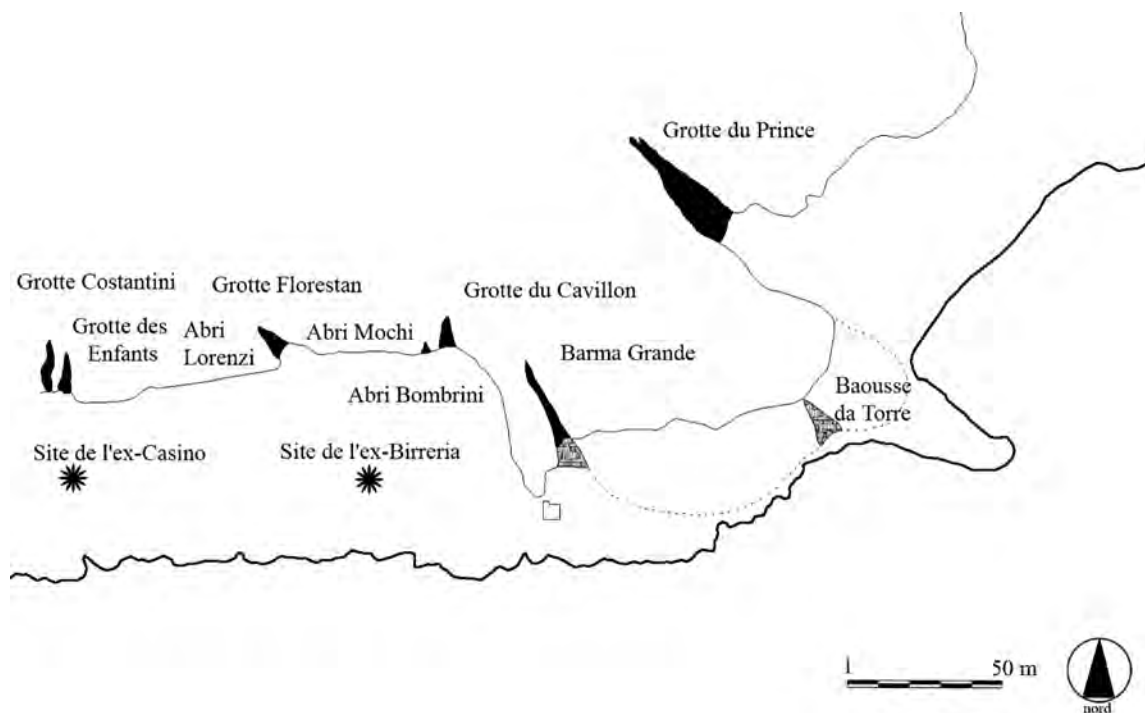 Grotte du Prince
Grotte Costantini
Grotte Florestan
Grotte du Cavillon
Grotte des
Enfants
Abri
Lorenzi
Abri Mochi
Barma Grande
Abri Bombrini
Baousse
da Torre
Site de l'ex-Casino
Site de l'ex-Birreria
1
50 m
nord